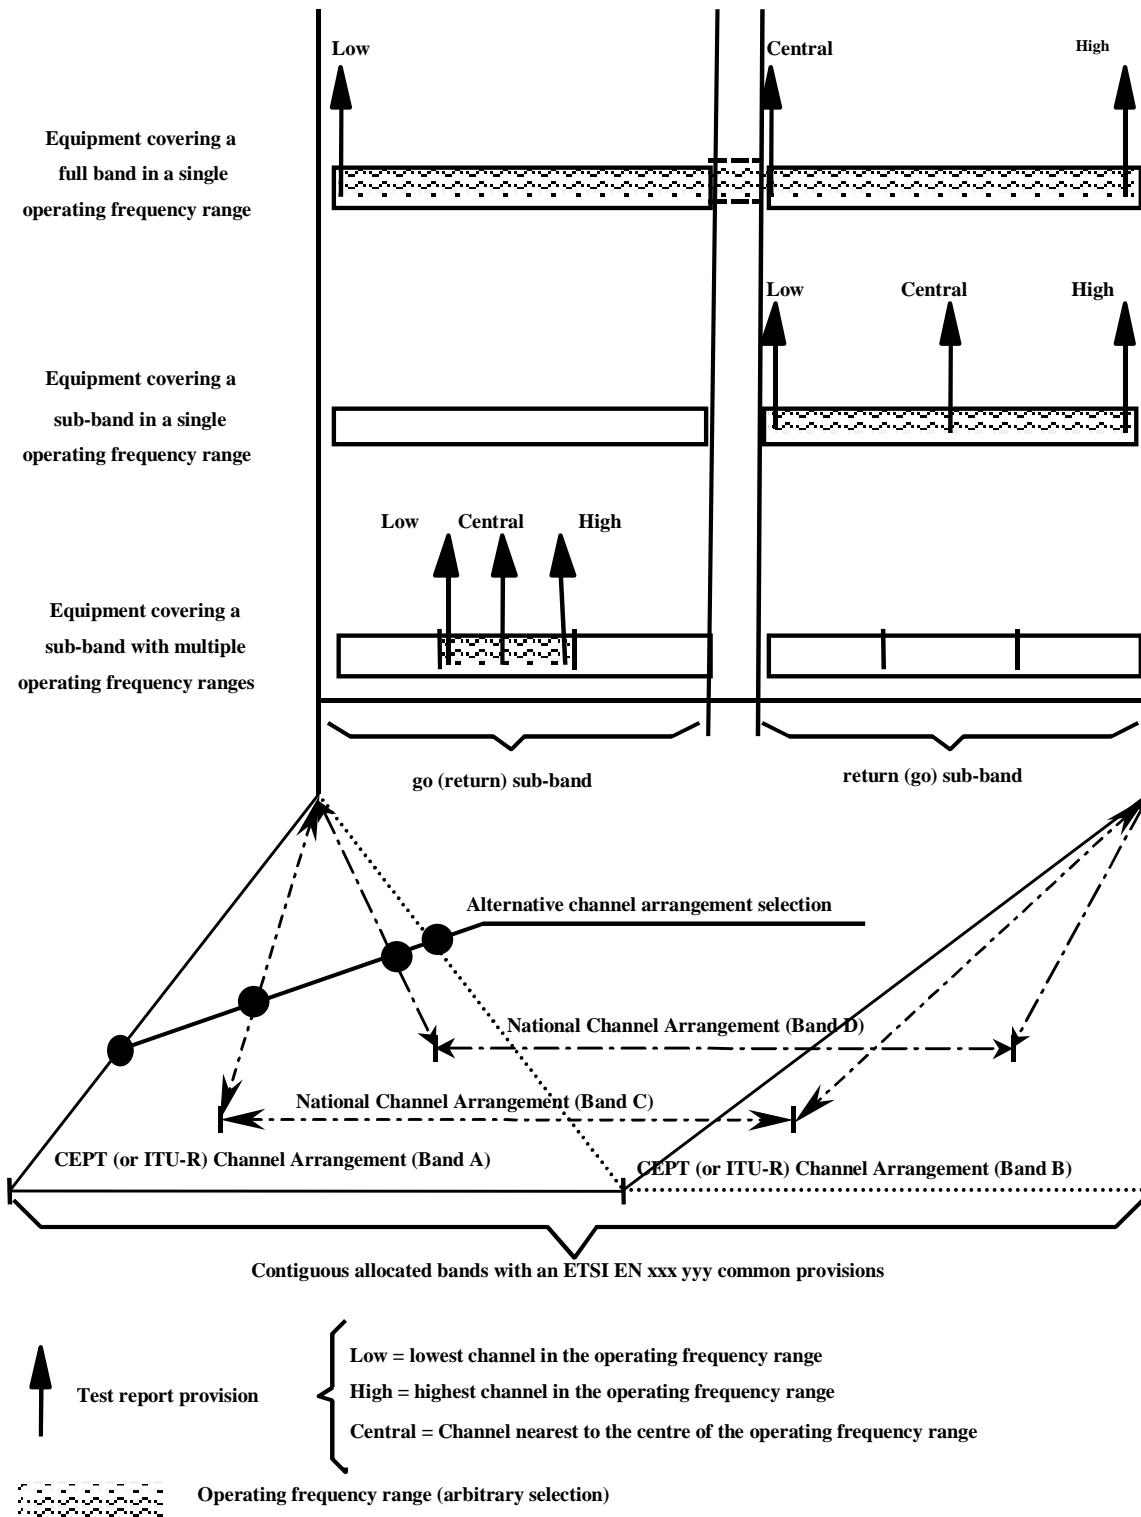 Low
Central
High
Equipment covering a
full band in a single
operating frequency range
Low
Central
High
Equipment covering a
sub-band in a single
operating frequency range
Low
Central
High
Equipment covering a
sub-band with multiple
operating frequency ranges
go (return) sub-band
return (go) sub-band
Alternative channel arrangement selection
National Channel Arrangement (Band D)
National Channel Arrangement (Band C)
CEPT (or ITU-R) Channel Arrangement (Band A)
CEPT (or ITU-R) Channel Arrangement (Band B)
Contiguous allocated bands with an ETSI EN xxx yyy common provisions
Low = lowest channel in the operating frequency range
Test report provision
High = highest channel in the operating frequency range
Central = Channel nearest to the centre of the operating frequency range
Operating frequency range (arbitrary selection)